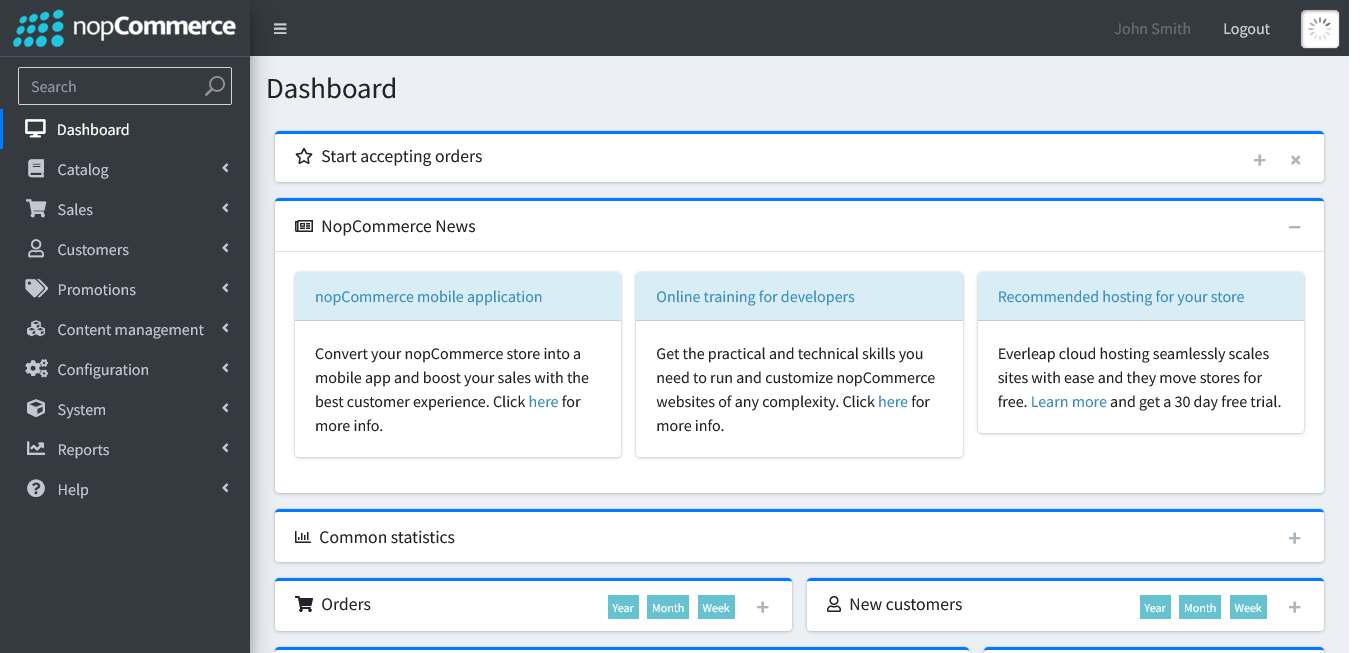 nopCommerce
John Smith
Logout
Search
Dashboard
Catalog
Sales
Customers
Promotions
Content management
Configuration
System
Reports
Help
Dashboard
Start accepting orders
NopCommerce News
nopCommerce mobile application
Convert your nopCommerce store into a
mobile app and boost your sales with the
best customer experience. Click here for
more info.
Online training for developers
Get the practical and technical skills you
need to run and customize nopCommerce
websites of any complexity. Click here for
more info.
Recommended hosting for your store
Everleap cloud hosting seamlessly scales
sites with ease and they move stores for
free. Learn more and get a 30 day free trial.
Common statistics
Orders
Year
Month
Week
New customers
Year
Month
Week